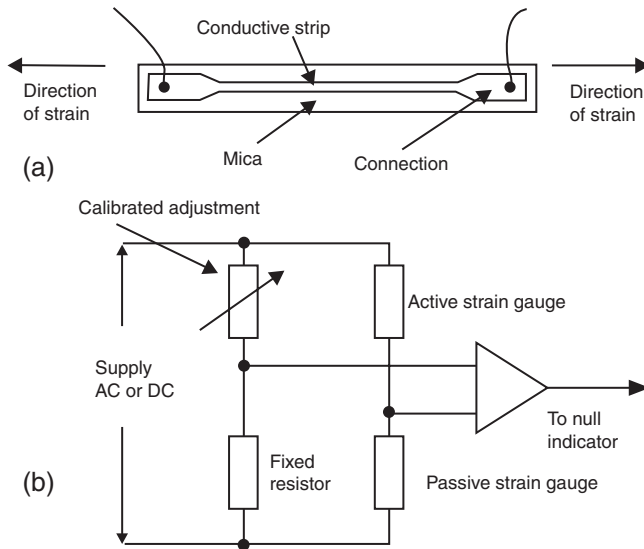 Conductive strip
Direction
of strain
Direction
of strain
Mica
Connection
(a)
Calibrated adjustment
Active strain gauge
Supply
AC or DC
To null
indicator
Fixed
resistor
Passive strain gauge
(b)